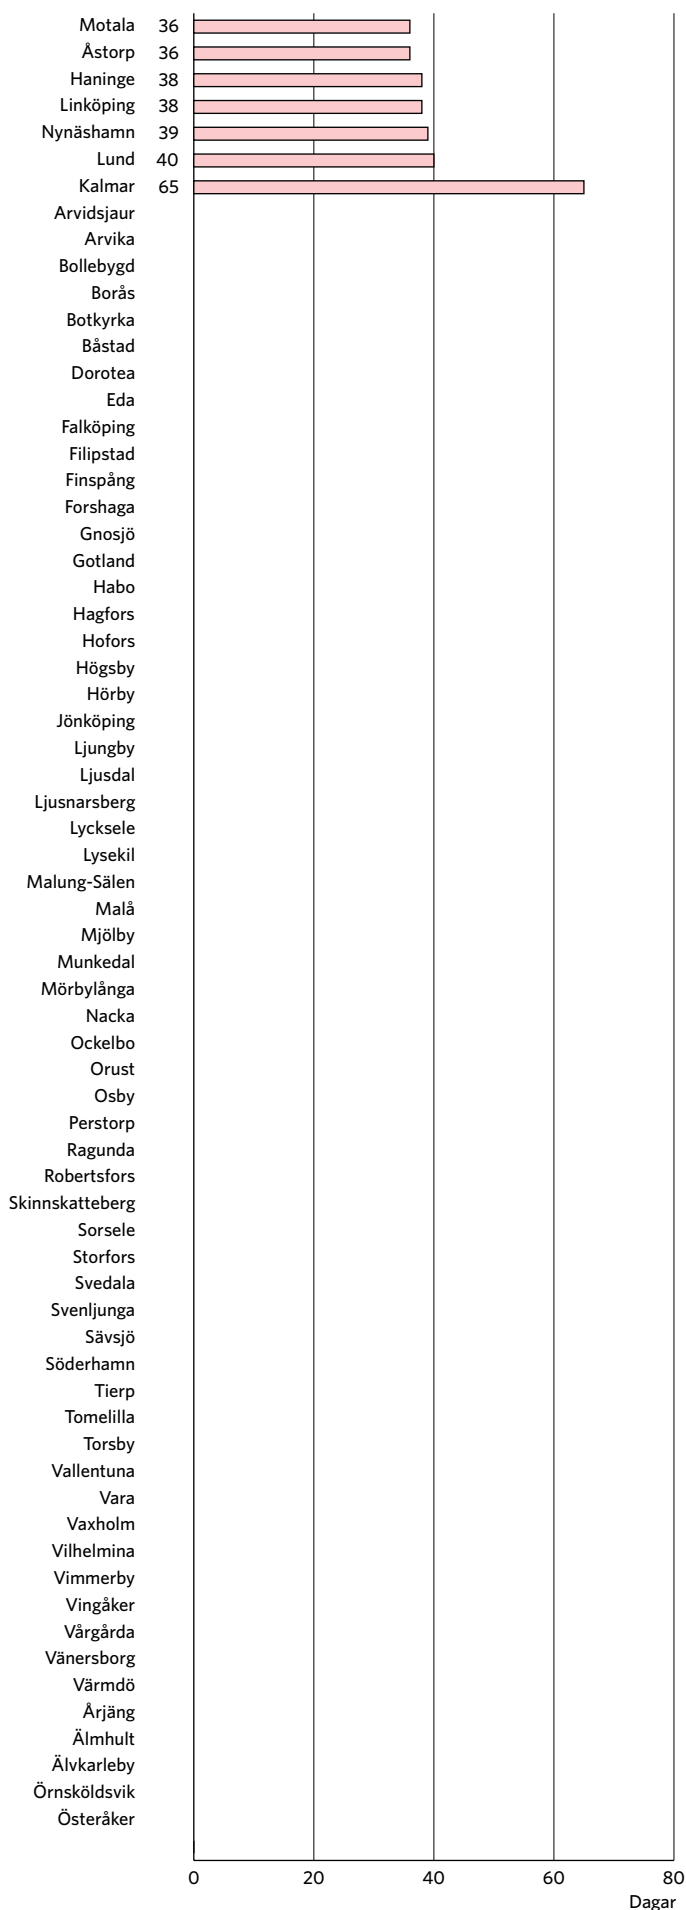 Motala 36
Åstorp 36
Haninge 38
Linköping 38
Nynäshamn 39
Lund 40
Kalmar 65
Arvidsjaur
Arvika
Bollebygd
Borås
Botkyrka
Båstad
Dorotea
Eda
Falköping
Filipstad
Finspång
Forshaga
Gnosjö
Gotland
Habo
Hagfors
Hofors
Högsby
Hörby
Jönköping
Ljungby
Ljusdal
Ljusnarsberg
Lycksele
Lysekil
Malung-Sälen
Malå
Mjölby
Munkedal
Mörbylånga
Nacka
Ockelbo
Orust
Osby
Perstorp
Ragunda
Robertsfors
Skinnskatteberg
Sorsele
Storfors
Svedala
Svenljunga
Sävsjö
Söderhamn
Tierp
Tomelilla
Torsby
Vallentuna
Vara
Vaxholm
Vilhelmina
Vimmerby
Vingåker
Vårgårda
Vänersborg
Värmdö
Årjäng
Älmhult
Älvkarleby
Örnsköldsvik
Österåker
0 20 40 60 80
Dagar